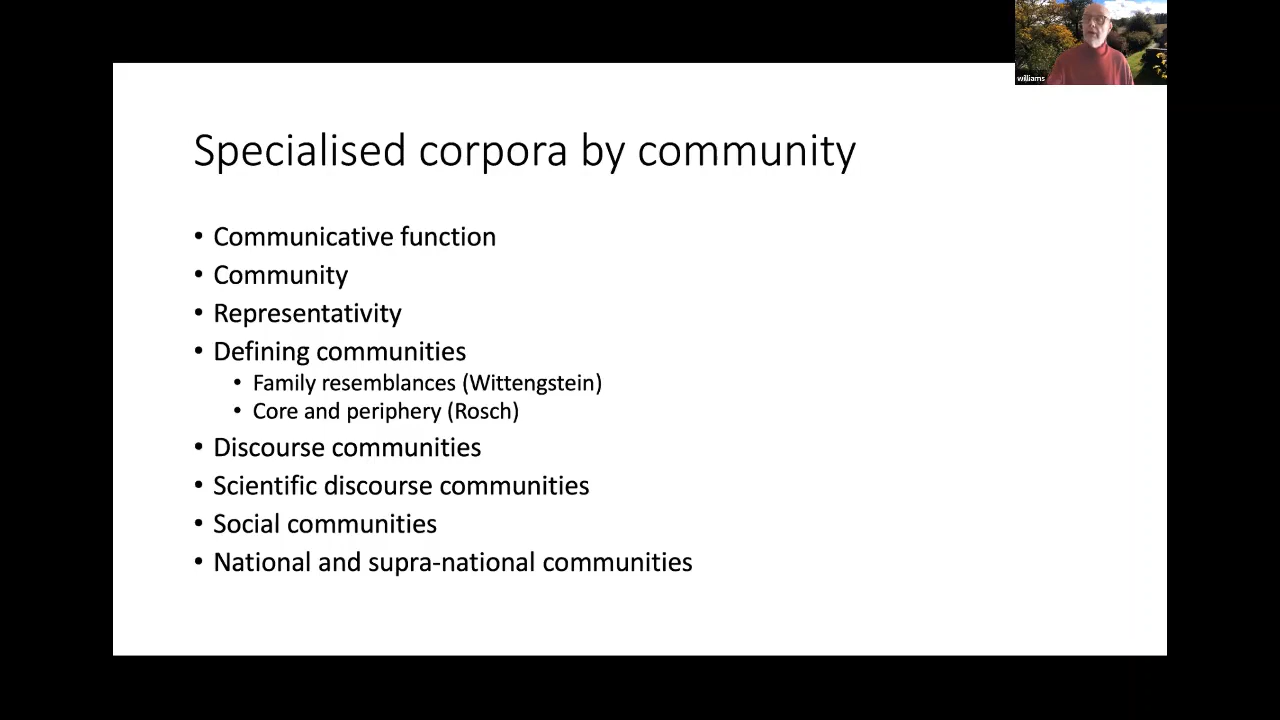 williams
Specialised corpora by community
• Communicative function
• Community
• Representativity
• Defining communities
• Family resemblances (Wittengstein)
• Core and periphery (Rosch)
• Discourse communities
• Scientific discourse communities
• Social communities
• National and supra-national communities